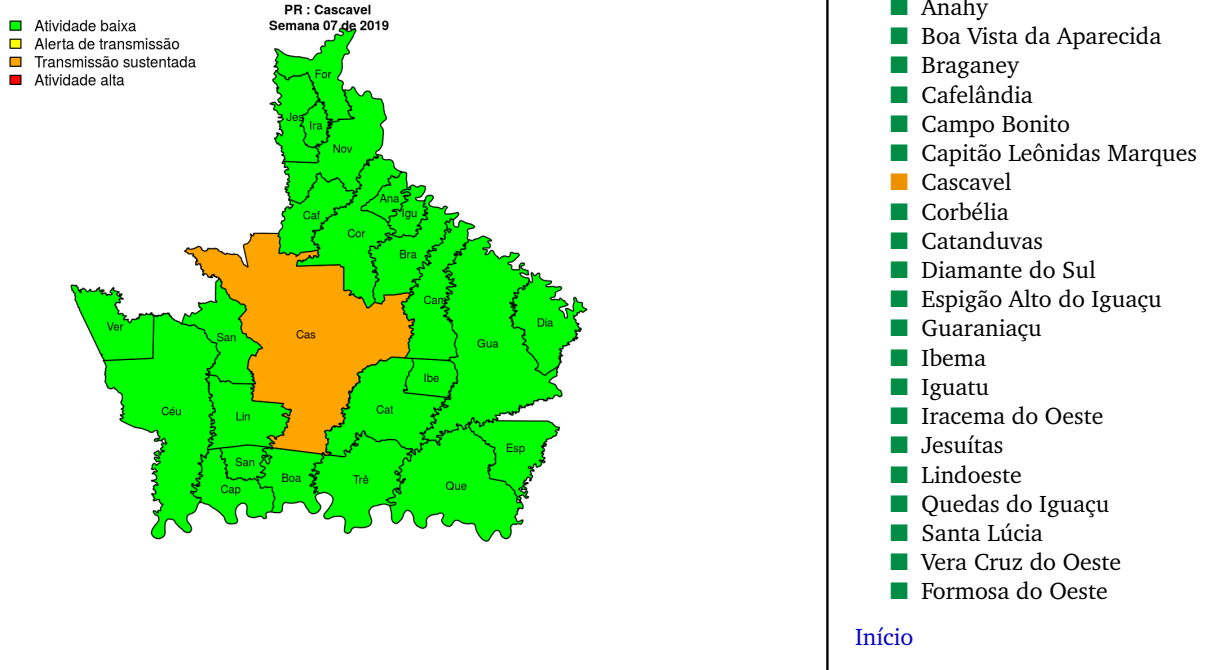 PR : Cascavel
Semana 07 de 2019
Atividade baixa
Alerta de transmissão
Transmissão sustentada
Atividade alta
For
Jes
Ira
Nov
Ana
Igu
Caf
Cor
Bra
Cam
Ver
San
Cas
Gua
Dia
Ibe
Céu
Lin
Cat
San
Cap
Boa
Trê
Que
Esp
Anahy
Boa Vista da Aparecida
Braganey
Cafelândia
Campo Bonito
Capitão Leônidas Marques
Cascavel
Corbélia
Catanduvas
Diamante do Sul
Espigão Alto do Iguaçu
Guaraniaçu
Ibema
Iguatu
Iracema do Oeste
Jesuítas
Lindoeste
Quedas do Iguaçu
Santa Lúcia
Vera Cruz do Oeste
Formosa do Oeste
Início